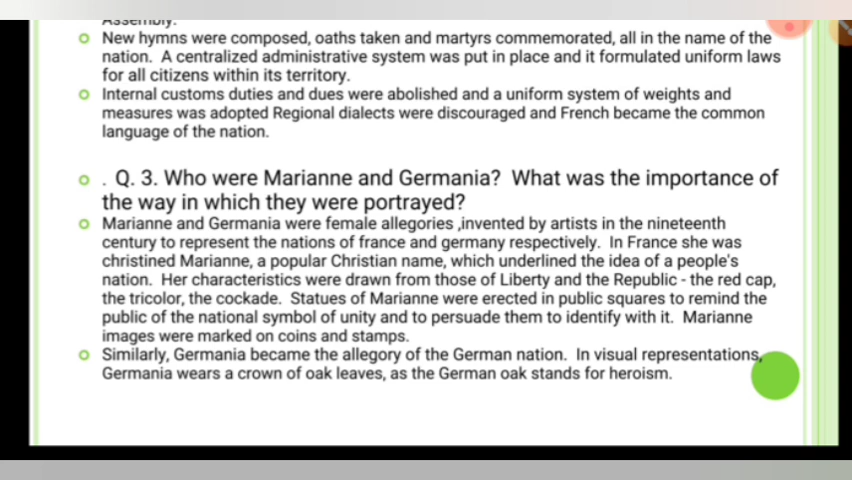 Assembly.
New hymns were composed, oaths taken and martyrs commemorated, all in the name of the
nation. A centralized administrative system was put in place and it formulated uniform laws
for all citizens within its territory.
Internal customs duties and dues were abolished and a uniform system of weights and
measures was adopted Regional dialects were discouraged and French became the common
language of the nation.
. Q. 3. Who were Marianne and Germania? What was the importance of
the way in which they were portrayed?
Marianne and Germania were female allegories ,invented by artists in the nineteenth
century to represent the nations of france and germany respectively. In France she was
christined Marianne, a popular Christian name, which underlined the idea of a people's
nation. Her characteristics were drawn from those of Liberty and the Republic - the red cap,
the tricolor, the cockade. Statues of Marianne were erected in public squares to remind the
public of the national symbol of unity and to persuade them to identify with it. Marianne
images were marked on coins and stamps.
Similarly, Germania became the allegory of the German nation. In visual representations,
Germania wears a crown of oak leaves, as the German oak stands for heroism.